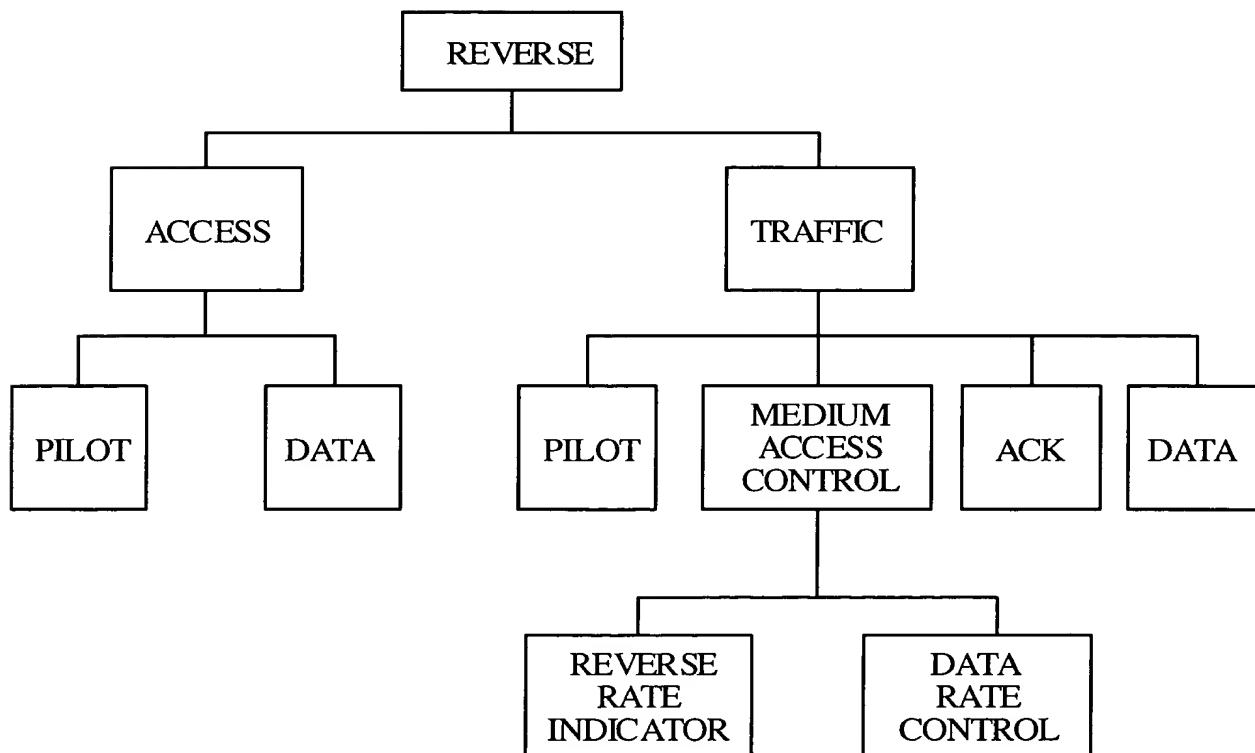 REVERSE
ACCESS
TRAFFIC
PILOT
DATA
PILOT
MEDIUM
ACCESS
CONTROL
ACK
DATA
REVERSE
RATE
INDICATOR
DATA
RATE
CONTROL